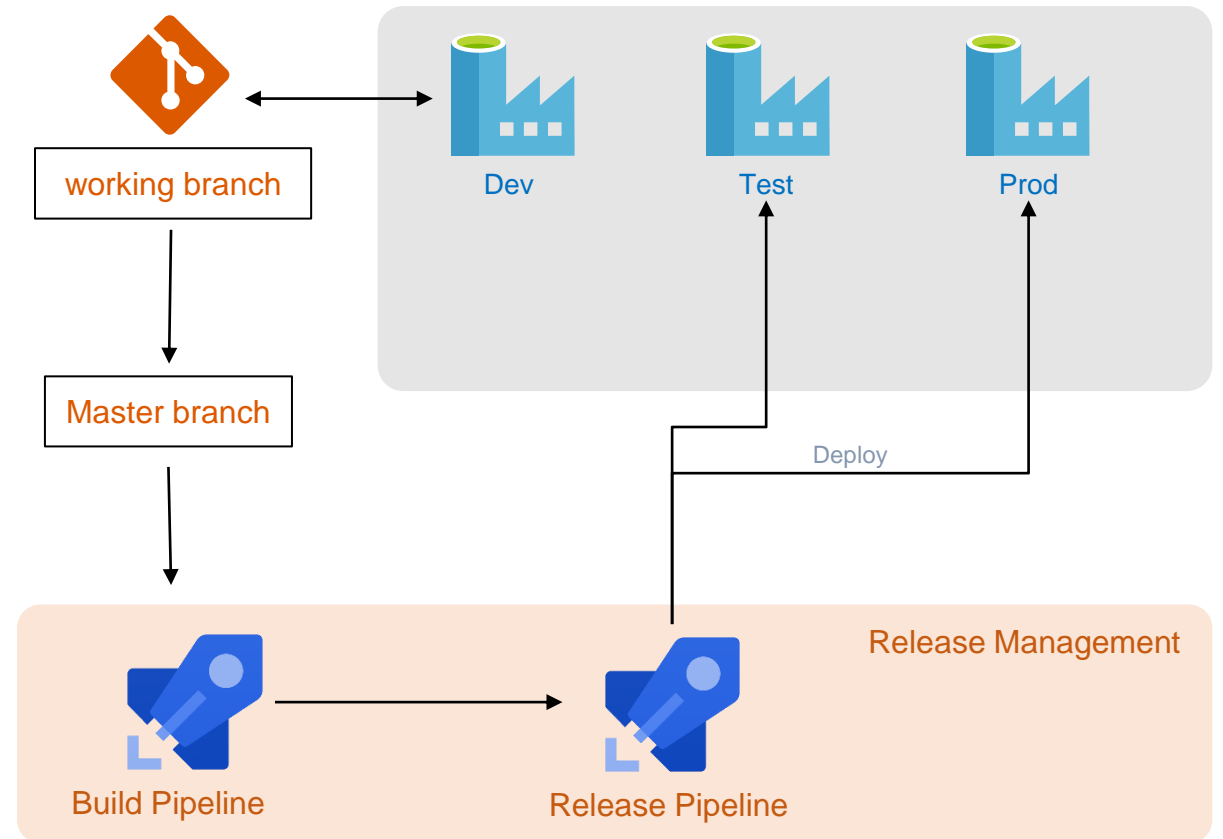 Dev
Test
Prod
working branch
Master branch
Deploy
Release Management
Build Pipeline
Release Pipeline